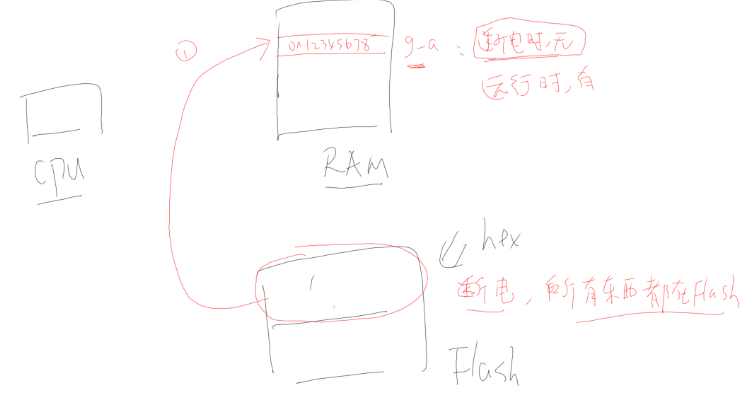 ①
0x12345678
g_a : 断电时,无
运行时,有
CPU
RAM
hex
断电,所有东西都在Flash
Flash